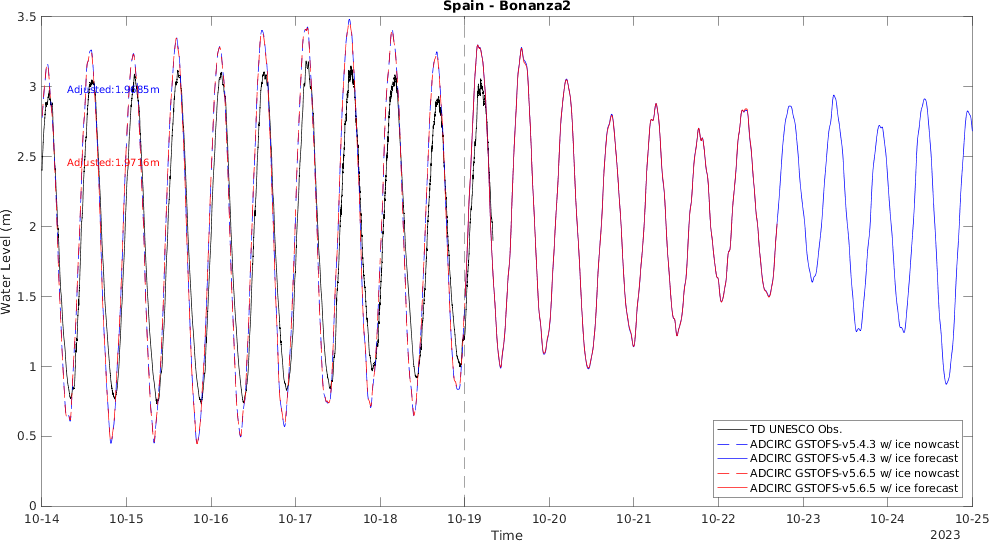 Spain - Bonanza2
3.5
3
2.5
2
1.5
1
0.5
0
Water Level (m)
Adjusted:1.9685m
Adjusted:1.9716m
TD UNESCO Obs.
ADCIRC GSTOFS-v5.4.3 w/ ice nowcast
ADCIRC GSTOFS-v5.4.3 w/ ice forecast
ADCIRC GSTOFS-v5.6.5 w/ ice nowcast
ADCIRC GSTOFS-v5.6.5 w/ ice forecast
10-14 10-15 10-16 10-17 10-18 10-19 10-20 10-21 10-22 10-23 10-24 10-25
Time
2023